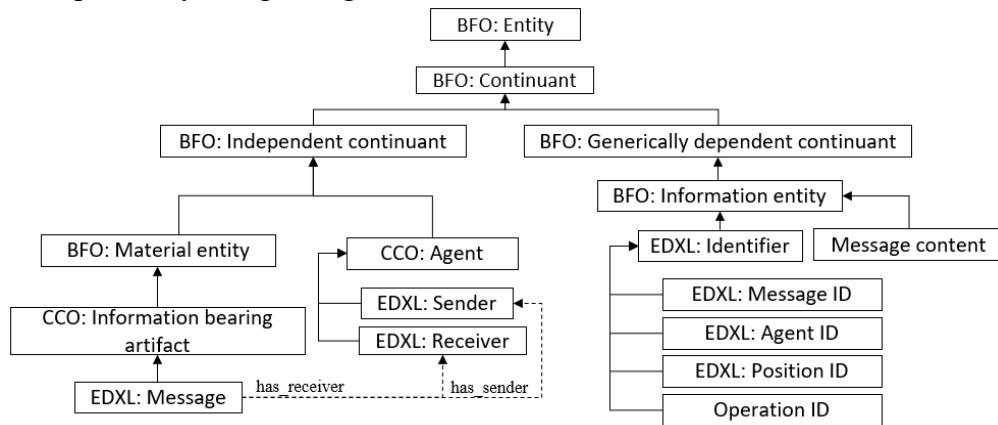 BFO: Entity
BFO: Continuant
BFO: Independent continuant
BFO: Generically dependent continuant
BFO: Information entity
BFO: Material entity
CCO: Agent
EDXL: Identifier
Message content
EDXL: Sender
EDXL: Message ID
CCO: Information bearing
artifact
EDXL: Receiver
EDXL: Agent ID
EDXL: Position ID
EDXL: Message
has_receiver
has_sender
Operation ID